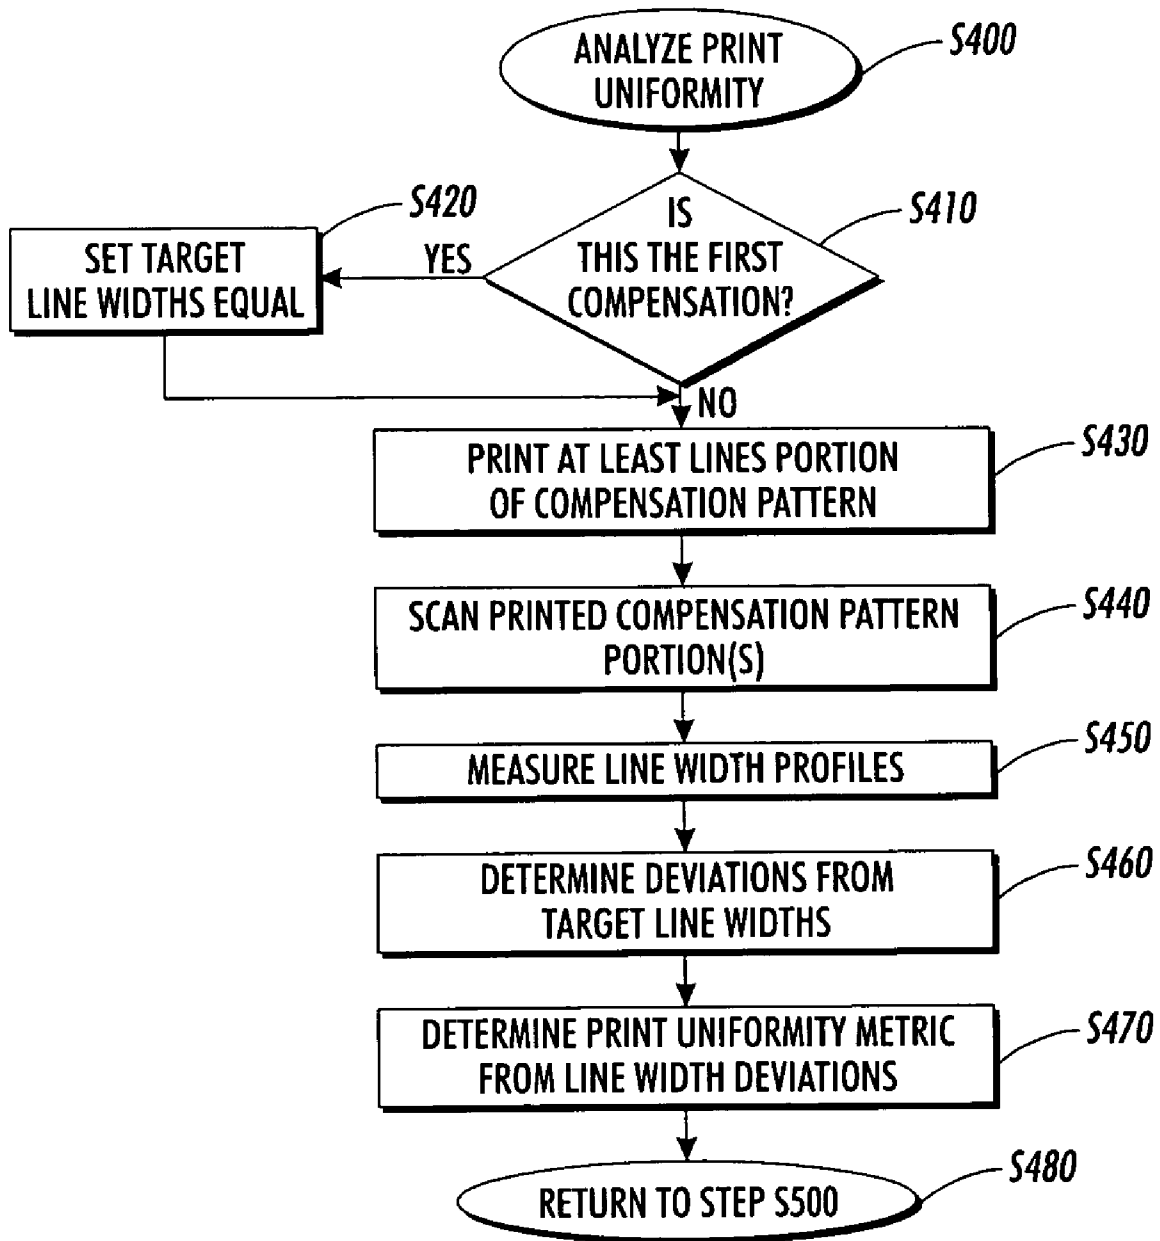 ANALYZE PRINT
UNIFORMITY
S400
IS
THIS THE FIRST
COMPENSATION?
S410
YES
S420
SET TARGET
LINE WIDTHS EQUAL
NO
PRINT AT LEAST LINES PORTION
OF COMPENSATION PATTERN
S430
SCAN PRINTED COMPENSATION PATTERN
PORTION(S)
S440
MEASURE LINE WIDTH PROFILES
S450
DETERMINE DEVIATIONS FROM
TARGET LINE WIDTHS
S460
DETERMINE PRINT UNIFORMITY METRIC
FROM LINE WIDTH DEVIATIONS
S470
RETURN TO STEP S500
S480